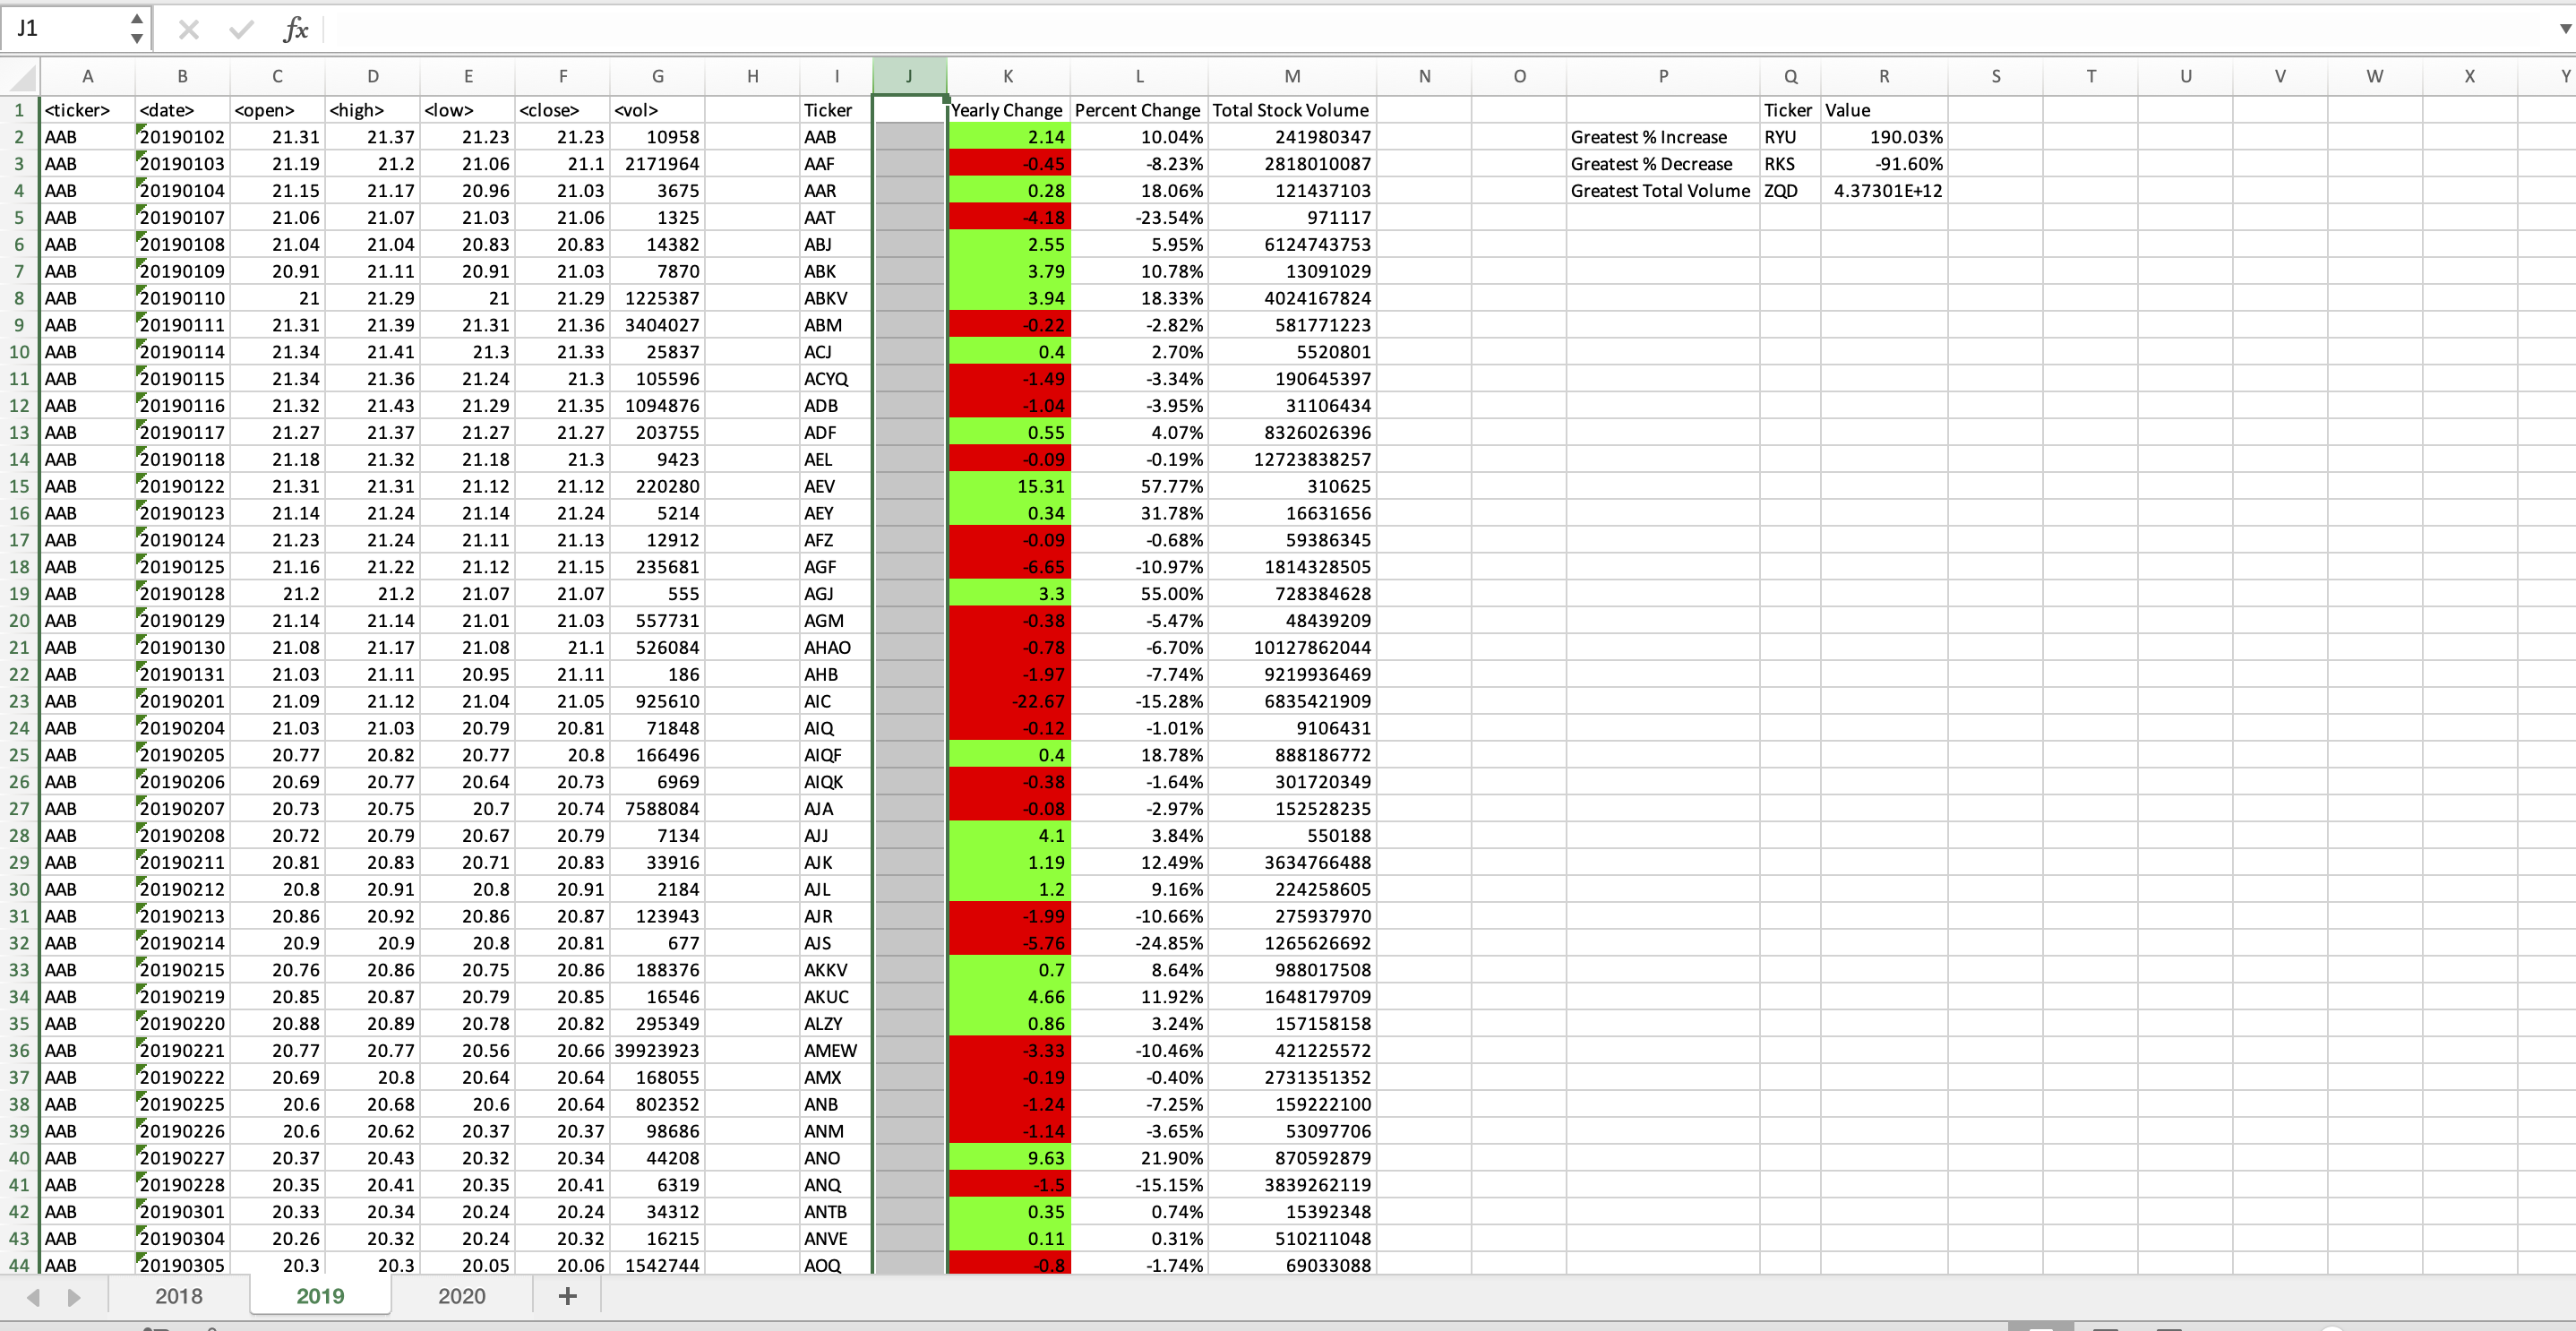 J1 fx
A B C D E F G H I J K L M N O P Q R S T U V W X Y
1 <ticker> <date> <open> <high> <low> <close> <vol> Ticker Yearly Change Percent Change Total Stock Volume Ticker Value
2 AAB 20190102 21.31 21.37 21.23 21.23 10958 AAB 2.14 10.04% 241980347 Greatest % Increase RYU 190.03%
3 AAB 20190103 21.19 21.2 21.06 21.1 2171964 AAF -0.45 -8.23% 2818010087 Greatest % Decrease RKS -91.60%
4 AAB 20190104 21.15 21.17 20.96 21.03 3675 AAR 0.28 18.06% 121437103 Greatest Total Volume ZQD 4.37301E+12
5 AAB 20190107 21.06 21.07 21.03 21.06 1325 AAT -4.18 -23.54% 971117
6 AAB 20190108 21.04 21.04 20.83 20.83 14382 ABJ 2.55 5.95% 6124743753
7 AAB 20190109 20.91 21.11 20.91 21.03 7870 ABK 3.79 10.78% 13091029
8 AAB 20190110 21 21.29 21 21.29 1225387 ABKV 3.94 18.33% 4024167824
9 AAB 20190111 21.31 21.39 21.31 21.36 3404027 ABM -0.22 -2.82% 581771223
10 AAB 20190114 21.34 21.41 21.3 21.33 25837 ACJ 0.4 2.70% 5520801
11 AAB 20190115 21.34 21.36 21.24 21.3 105596 ACYQ -1.49 -3.34% 190645397
12 AAB 20190116 21.32 21.43 21.29 21.35 1094876 ADB -1.04 -3.95% 31106434
13 AAB 20190117 21.27 21.37 21.27 21.27 203755 ADF 0.55 4.07% 8326026396
14 AAB 20190118 21.18 21.32 21.18 21.3 9423 AEL -0.09 -0.19% 12723838257
15 AAB 20190122 21.31 21.31 21.12 21.12 220280 AEV 15.31 57.77% 310625
16 AAB 20190123 21.14 21.24 21.14 21.24 5214 AEY 0.34 31.78% 16631656
17 AAB 20190124 21.23 21.24 21.11 21.13 12912 AFZ -0.09 -0.68% 59386345
18 AAB 20190125 21.16 21.22 21.12 21.15 235681 AGF -6.65 -10.97% 1814328505
19 AAB 20190128 21.2 21.2 21.07 21.07 555 AGJ 3.3 55.00% 728384628
20 AAB 20190129 21.14 21.14 21.01 21.03 557731 AGM -0.38 -5.47% 48439209
21 AAB 20190130 21.08 21.17 21.08 21.1 526084 AHAO -0.78 -6.70% 10127862044
22 AAB 20190131 21.03 21.11 20.95 21.11 186 AHB -1.97 -7.74% 9219936469
23 AAB 20190201 21.09 21.12 21.04 21.05 925610 AIC -22.67 -15.28% 6835421909
24 AAB 20190204 21.03 21.03 20.79 20.81 71848 AIQ -0.12 -1.01% 9106431
25 AAB 20190205 20.77 20.82 20.77 20.8 166496 AIQF 0.4 18.78% 888186772
26 AAB 20190206 20.69 20.77 20.64 20.73 6969 AIQK -0.38 -1.64% 301720349
27 AAB 20190207 20.73 20.75 20.7 20.74 7588084 AJA -0.08 -2.97% 152528235
28 AAB 20190208 20.72 20.79 20.67 20.79 7134 AJJ 4.1 3.84% 550188
29 AAB 20190211 20.81 20.83 20.71 20.83 33916 AJK 1.19 12.49% 3634766488
30 AAB 20190212 20.8 20.91 20.8 20.91 2184 AJL 1.2 9.16% 224258605
31 AAB 20190213 20.86 20.92 20.86 20.87 123943 AJR -1.99 -10.66% 275937970
32 AAB 20190214 20.9 20.9 20.8 20.81 677 AJS -5.76 -24.85% 1265626692
33 AAB 20190215 20.76 20.86 20.75 20.86 188376 AKKV 0.7 8.64% 988017508
34 AAB 20190219 20.85 20.87 20.79 20.85 16546 AKUC 4.66 11.92% 1648179709
35 AAB 20190220 20.88 20.89 20.78 20.82 295349 ALZY 0.86 3.24% 157158158
36 AAB 20190221 20.77 20.77 20.56 20.66 39923923 AMEW -3.33 -10.46% 421225572
37 AAB 20190222 20.69 20.8 20.64 20.64 168055 AMX -0.19 -0.40% 2731351352
38 AAB 20190225 20.6 20.68 20.6 20.64 802352 ANB -1.24 -7.25% 159222100
39 AAB 20190226 20.6 20.62 20.37 20.37 98686 ANM -1.14 -3.65% 53097706
40 AAB 20190227 20.37 20.43 20.32 20.34 44208 ANO 9.63 21.90% 870592879
41 AAB 20190228 20.35 20.41 20.35 20.41 6319 ANQ -1.5 -15.15% 3839262119
42 AAB 20190301 20.33 20.34 20.24 20.24 34312 ANTB 0.35 0.74% 15392348
43 AAB 20190304 20.26 20.32 20.24 20.32 16215 ANVE 0.11 0.31% 510211048
44 AAB 20190305 20.3 20.3 20.05 20.06 1542744 AOQ -0.8 -1.74% 69033088
2018 2019 2020 +